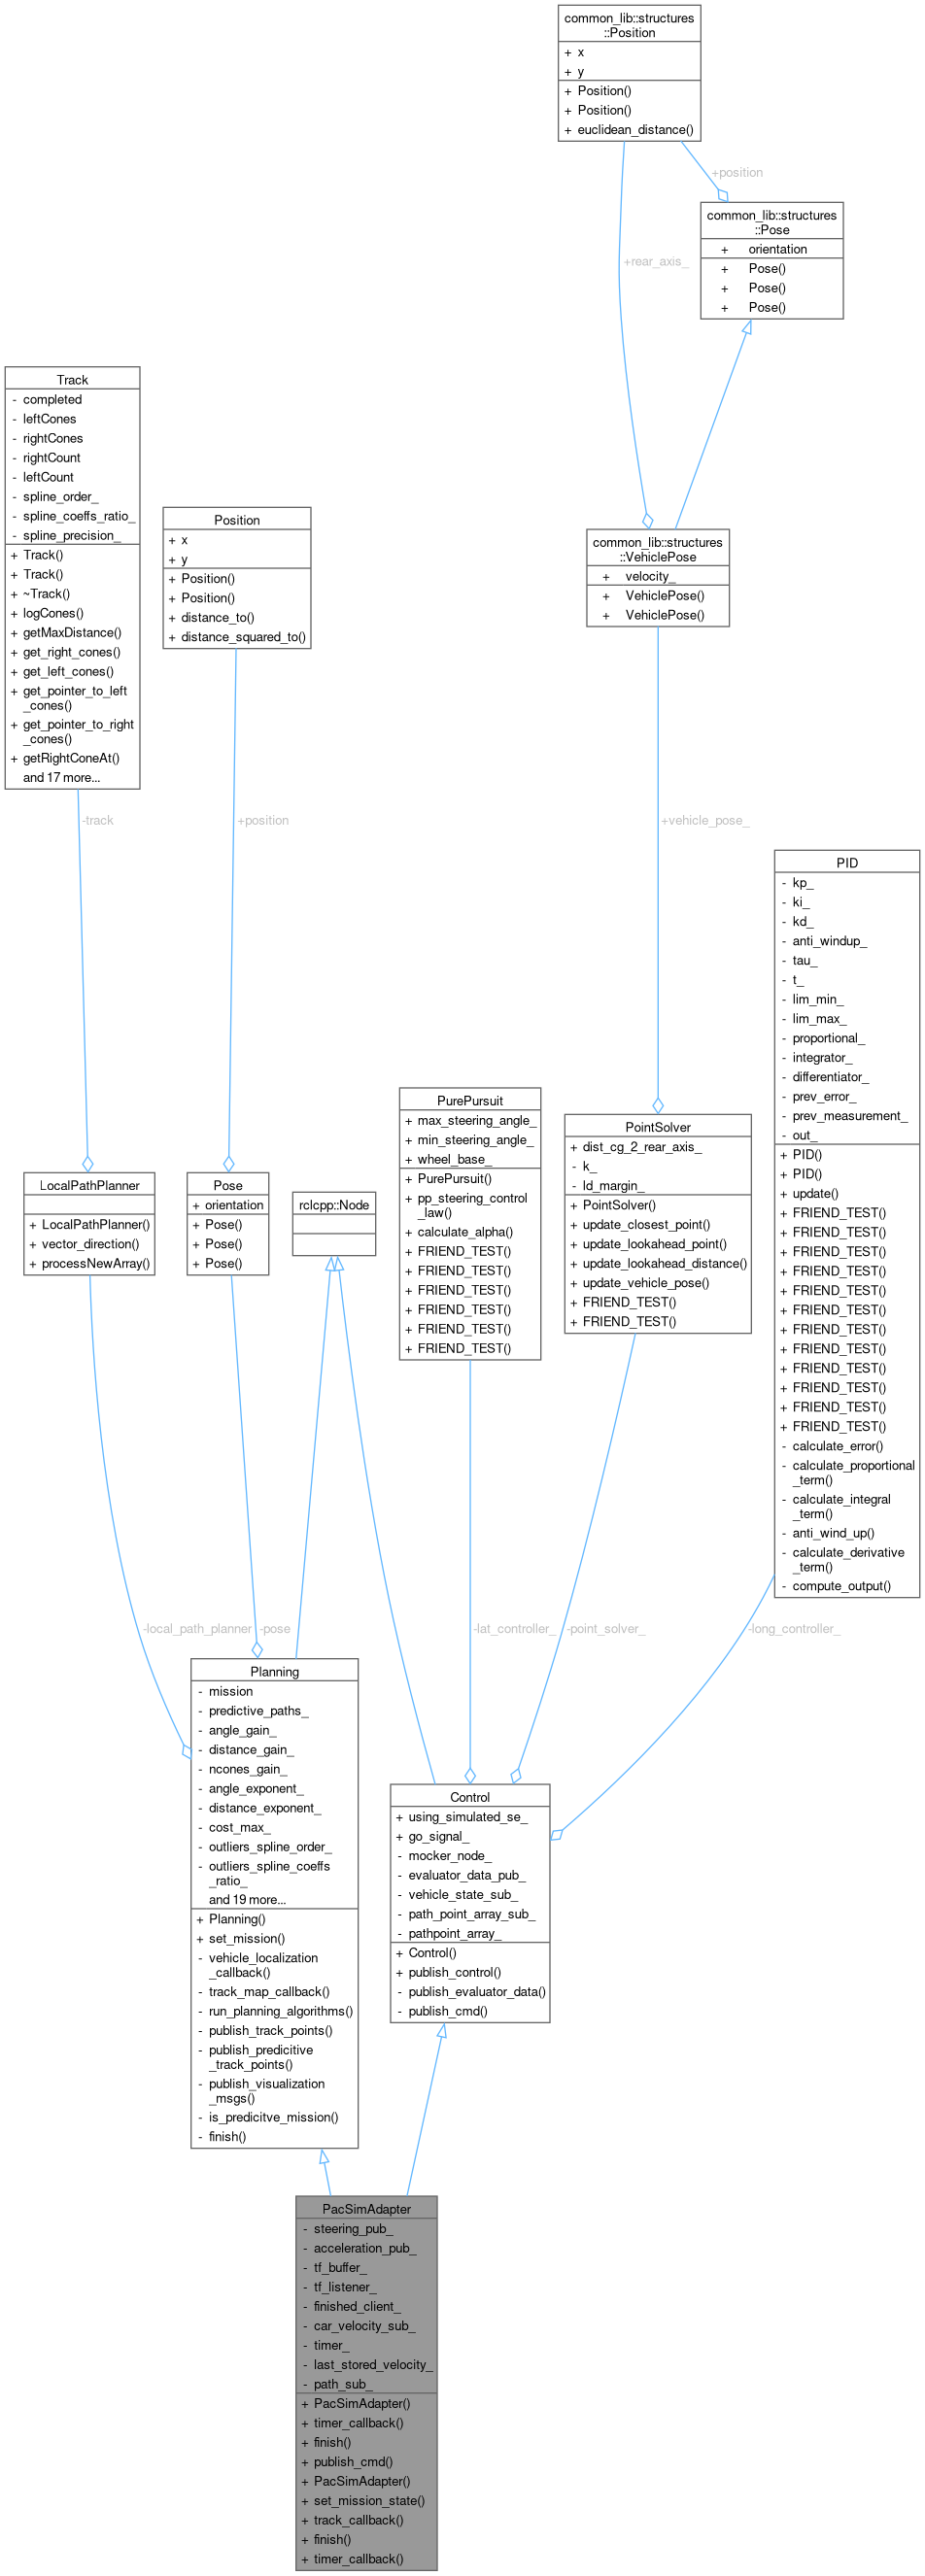 common_lib::structures
::Position
+ x
+ y
+ Position()
+ Position()
+ euclidean_distance()
+position
common_lib::structures
::Pose
+ orientation
+ Pose()
+ Pose()
+ Pose()
+rear_axis_
Track
- completed
- leftCones
- rightCones
- rightCount
- leftCount
- spline_order_
- spline_coeffs_ratio_
- spline_precision_
+ Track()
+ Track()
+ ~Track()
+ logCones()
+ getMaxDistance()
+ get_right_cones()
+ get_left_cones()
+ get_pointer_to_left
_cones()
+ get_pointer_to_right
_cones()
+ getRightConeAt()
and 17 more...
Position
+ x
+ y
+ Position()
+ Position()
+ distance_to()
+ distance_squared_to()
common_lib::structures
::VehiclePose
+ velocity_
+ VehiclePose()
+ VehiclePose()
-track
+position
+vehicle_pose_
PID
- kp_
- ki_
- kd_
- anti_windup_
- tau_
- t_
- lim_min_
- lim_max_
- proportional_
- integrator_
- differentiator_
- prev_error_
- prev_measurement_
- out_
+ PID()
+ PID()
+ update()
+ FRIEND_TEST()
+ FRIEND_TEST()
+ FRIEND_TEST()
+ FRIEND_TEST()
+ FRIEND_TEST()
+ FRIEND_TEST()
+ FRIEND_TEST()
+ FRIEND_TEST()
+ FRIEND_TEST()
+ FRIEND_TEST()
+ FRIEND_TEST()
+ FRIEND_TEST()
- calculate_error()
- calculate_proportional
_term()
- calculate_integral
_term()
- anti_wind_up()
- calculate_derivative
_term()
- compute_output()
LocalPathPlanner
+ LocalPathPlanner()
+ vector_direction()
+ processNewArray()
Pose
+ orientation
+ Pose()
+ Pose()
+ Pose()
rclcpp::Node
PurePursuit
+ max_steering_angle_
+ min_steering_angle_
+ wheel_base_
+ PurePursuit()
+ pp_steering_control
_law()
+ calculate_alpha()
+ FRIEND_TEST()
+ FRIEND_TEST()
+ FRIEND_TEST()
+ FRIEND_TEST()
+ FRIEND_TEST()
+ FRIEND_TEST()
PointSolver
+ dist_cg_2_rear_axis_
- k_
- ld_margin_
+ PointSolver()
+ update_closest_point()
+ update_lookahead_point()
+ update_lookahead_distance()
+ update_vehicle_pose()
+ FRIEND_TEST()
+ FRIEND_TEST()
-local_path_planner
-pose
-lat_controller_
-point_solver_
-long_controller_
Planning
- mission
- predictive_paths_
- angle_gain_
- distance_gain_
- ncones_gain_
- angle_exponent_
- distance_exponent_
- cost_max_
- outliers_spline_order_
- outliers_spline_coeffs
_ratio_
and 19 more...
+ Planning()
+ set_mission()
- vehicle_localization
_callback()
- track_map_callback()
- run_planning_algorithms()
- publish_track_points()
- publish_predicitive
_track_points()
- publish_visualization
_msgs()
- is_predicitve_mission()
- finish()
Control
+ using_simulated_se_
+ go_signal_
- mocker_node_
- evaluator_data_pub_
- vehicle_state_sub_
- path_point_array_sub_
- pathpoint_array_
+ Control()
+ publish_control()
- publish_evaluator_data()
- publish_cmd()
PacSimAdapter
- steering_pub_
- acceleration_pub_
- tf_buffer_
- tf_listener_
- finished_client_
- car_velocity_sub_
- timer_
- last_stored_velocity_
- path_sub_
+ PacSimAdapter()
+ timer_callback()
+ finish()
+ publish_cmd()
+ PacSimAdapter()
+ set_mission_state()
+ track_callback()
+ finish()
+ timer_callback()